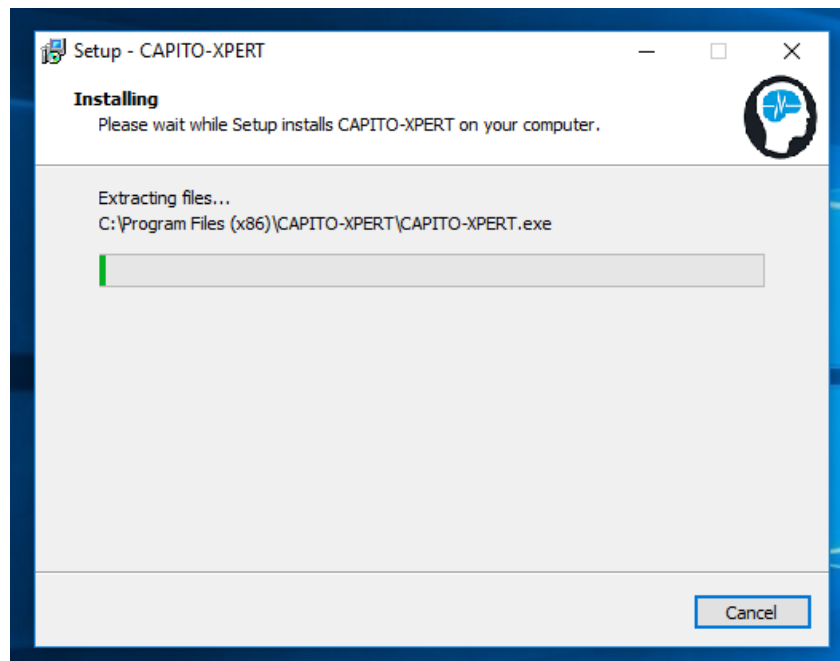 Setup - CAPITO-XPERT
Installing
Please wait while Setup installs CAPITO-XPERT on your computer.
Extracting files...
C:\Program Files (x86)\CAPITO-XPERT\CAPITO-XPERT.exe
Cancel